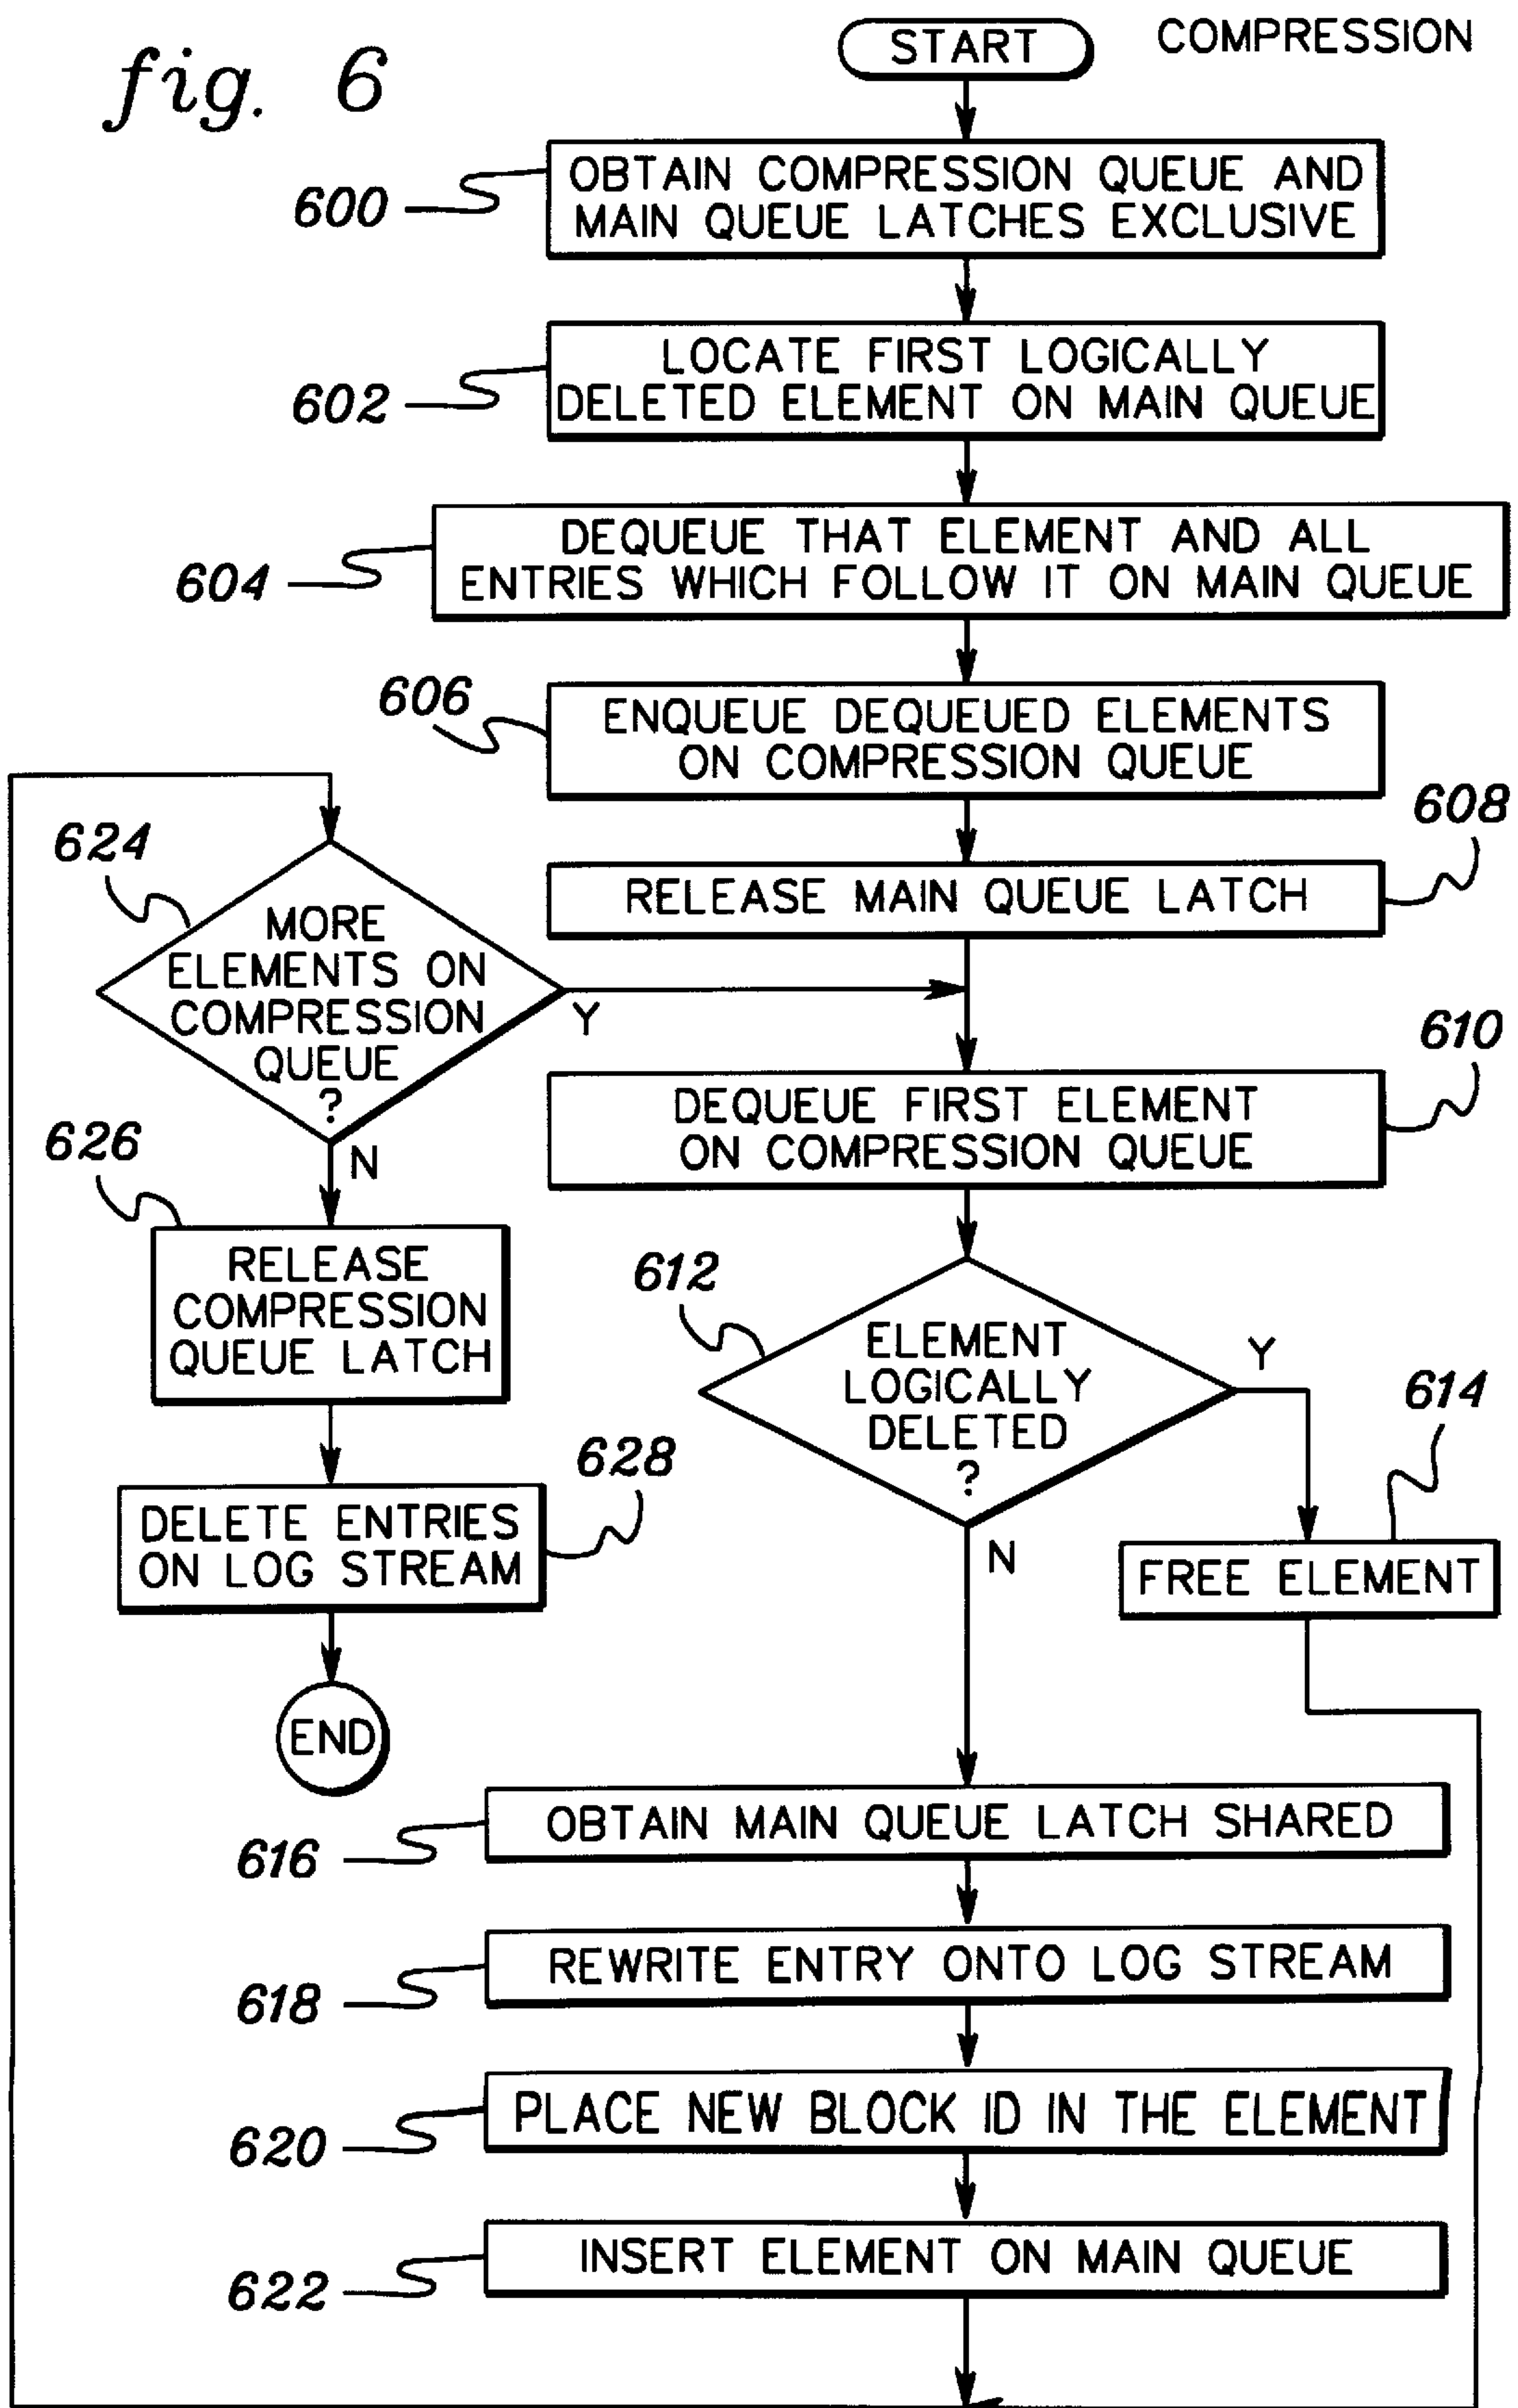 fig. 6
START
COMPRESSION
600
OBTAIN COMPRESSION QUEUE AND
MAIN QUEUE LATCHES EXCLUSIVE
602
LOCATE FIRST LOGICALLY
DELETED ELEMENT ON MAIN QUEUE
604
DEQUEUE THAT ELEMENT AND ALL
ENTRIES WHICH FOLLOW IT ON MAIN QUEUE
606
ENQUEUE DEQUEUED ELEMENTS
ON COMPRESSION QUEUE
608
RELEASE MAIN QUEUE LATCH
624
MORE
ELEMENTS ON
COMPRESSION
QUEUE
?
Y
N
610
DEQUEUE FIRST ELEMENT
ON COMPRESSION QUEUE
626
RELEASE
COMPRESSION
QUEUE LATCH
612
ELEMENT
LOGICALLY
DELETED
?
Y
N
614
FREE ELEMENT
628
DELETE ENTRIES
ON LOG STREAM
END
616
OBTAIN MAIN QUEUE LATCH SHARED
618
REWRITE ENTRY ONTO LOG STREAM
620
PLACE NEW BLOCK ID IN THE ELEMENT
622
INSERT ELEMENT ON MAIN QUEUE